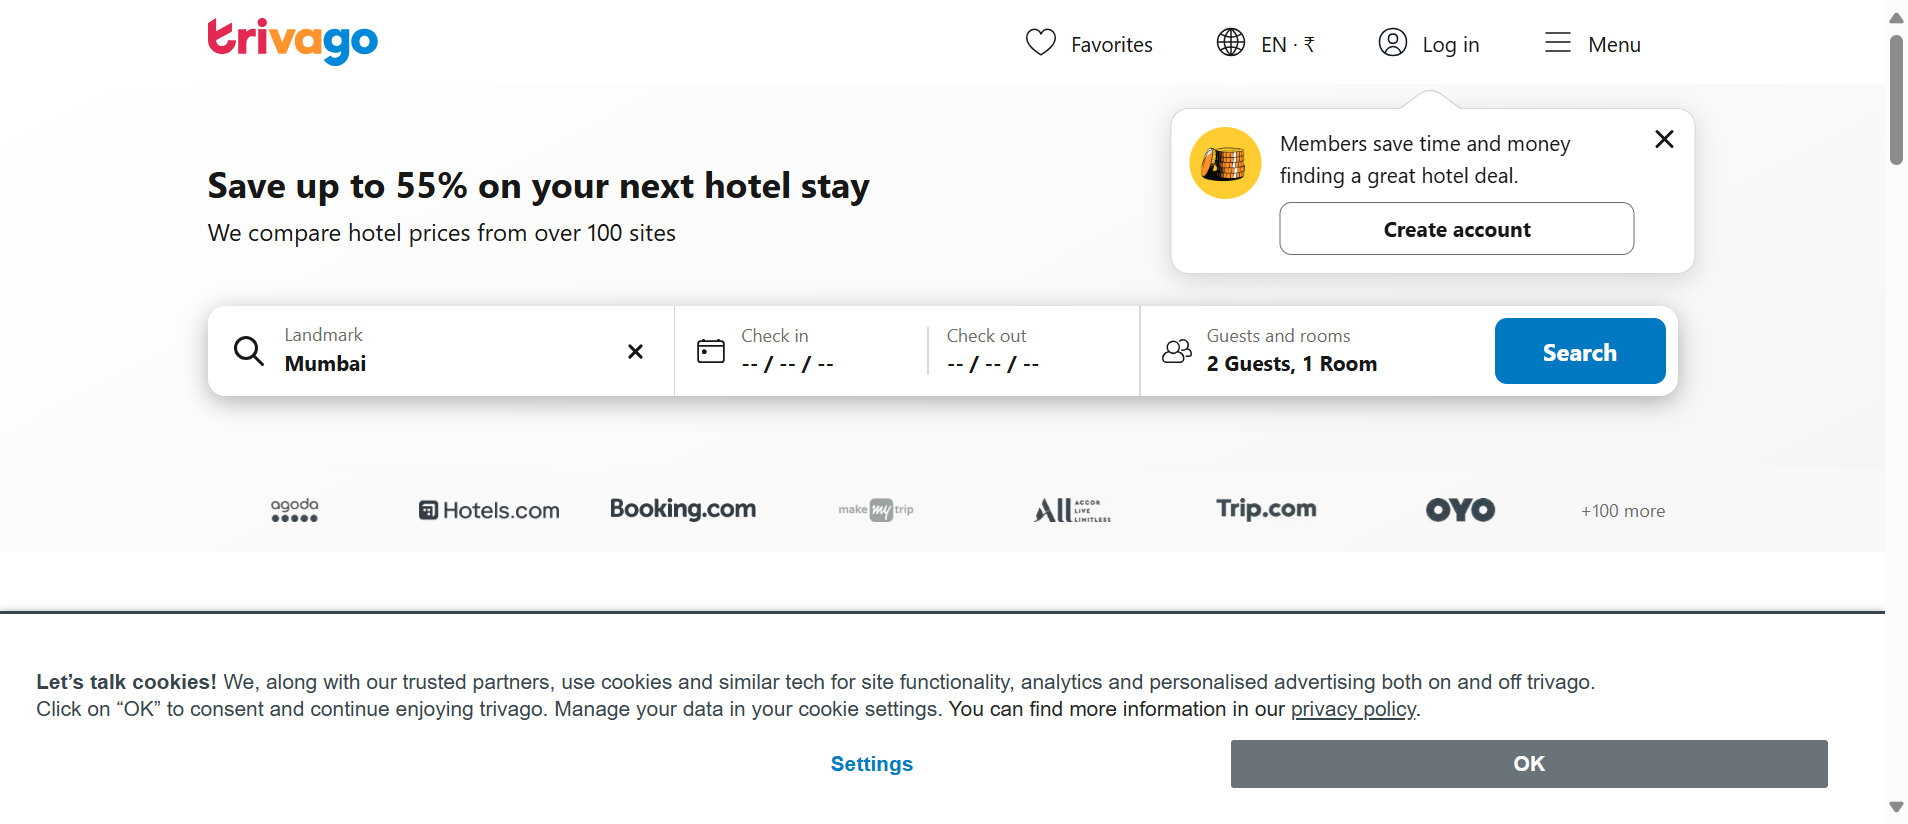 trivago
Favorites
EN · ₹
Log in
Menu
Members save time and money
finding a great hotel deal.
Create account
Save up to 55% on your next hotel stay
We compare hotel prices from over 100 sites
Landmark
Mumbai
Check in
-- / -- / --
Check out
-- / -- / --
Guests and rooms
2 Guests, 1 Room
Search
agoda
Hotels.com
Booking.com
make my trip
ALL ACCOR
LIVE
LIMITLESS
Trip.com
OYO
+100 more
Let’s talk cookies! We, along with our trusted partners, use cookies and similar tech for site functionality, analytics and personalised advertising both on and off trivago.
Click on “OK” to consent and continue enjoying trivago. Manage your data in your cookie settings. You can find more information in our privacy policy.
Settings
OK